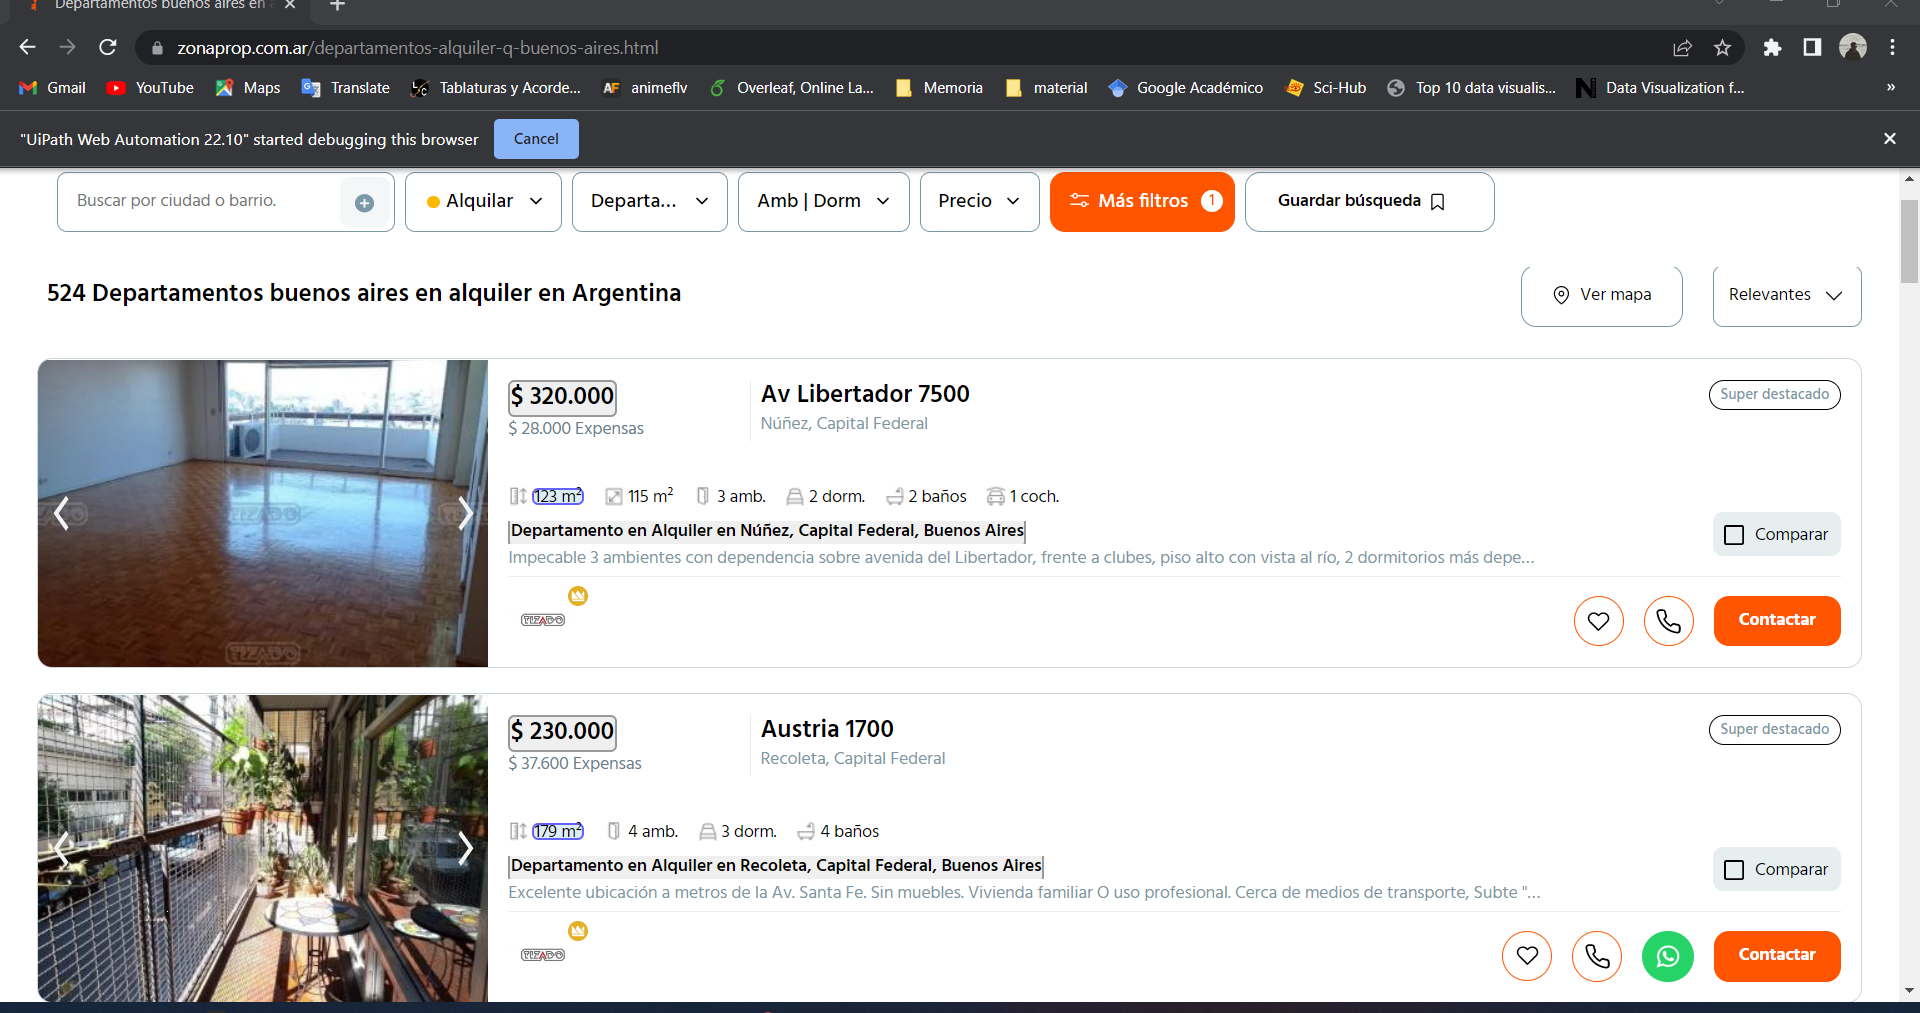 Departamentos buenos aires en
zonaprop.com.ar/departamentos-alquiler-q-buenos-aires.html
Gmail YouTube Maps Translate Tablaturas y Acorde... animeflv Overleaf, Online La... Memoria material Google Académico Sci-Hub Top 10 data visualis... Data Visualization f... »
"UiPath Web Automation 22.10" started debugging this browser Cancel
Buscar por ciudad o barrio. Alquilar Departa... Amb | Dorm Precio Más filtros 1 Guardar búsqueda
524 Departamentos buenos aires en alquiler en Argentina Ver mapa Relevantes
$ 320.000 Av Libertador 7500 Super destacado
$ 28.000 Expensas Núñez, Capital Federal
123 m² 115 m² 3 amb. 2 dorm. 2 baños 1 coch.
Departamento en Alquiler en Núñez, Capital Federal, Buenos Aires Comparar
Impecable 3 ambientes con dependencia sobre avenida del Libertador, frente a clubes, piso alto con vista al río, 2 dormitorios más depe...
TIZADO Contactar
TIZADO
$ 230.000 Austria 1700 Super destacado
$ 37.600 Expensas Recoleta, Capital Federal
179 m² 4 amb. 3 dorm. 4 baños
Departamento en Alquiler en Recoleta, Capital Federal, Buenos Aires Comparar
Excelente ubicación a metros de la Av. Santa Fe. Sin muebles. Vivienda familiar O uso profesional. Cerca de medios de transporte, Subte "...
TIZADO Contactar